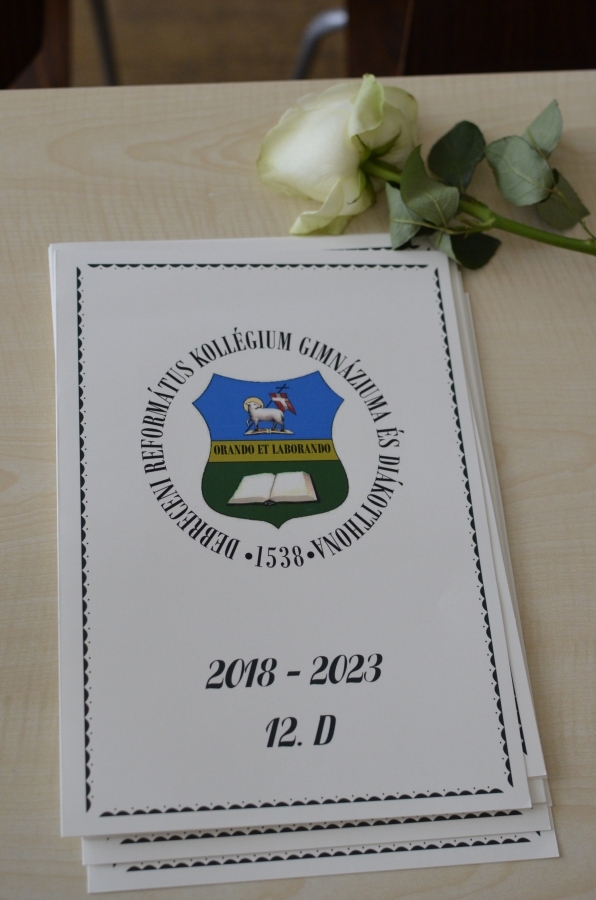 DEBRECENI REFORMÁTUS KOLLÉGIUM GIMNÁZIUMA ÉS DIÁKOTTHONA
•1538•
ORANDO ET LABORANDO
2018 - 2023
12. D